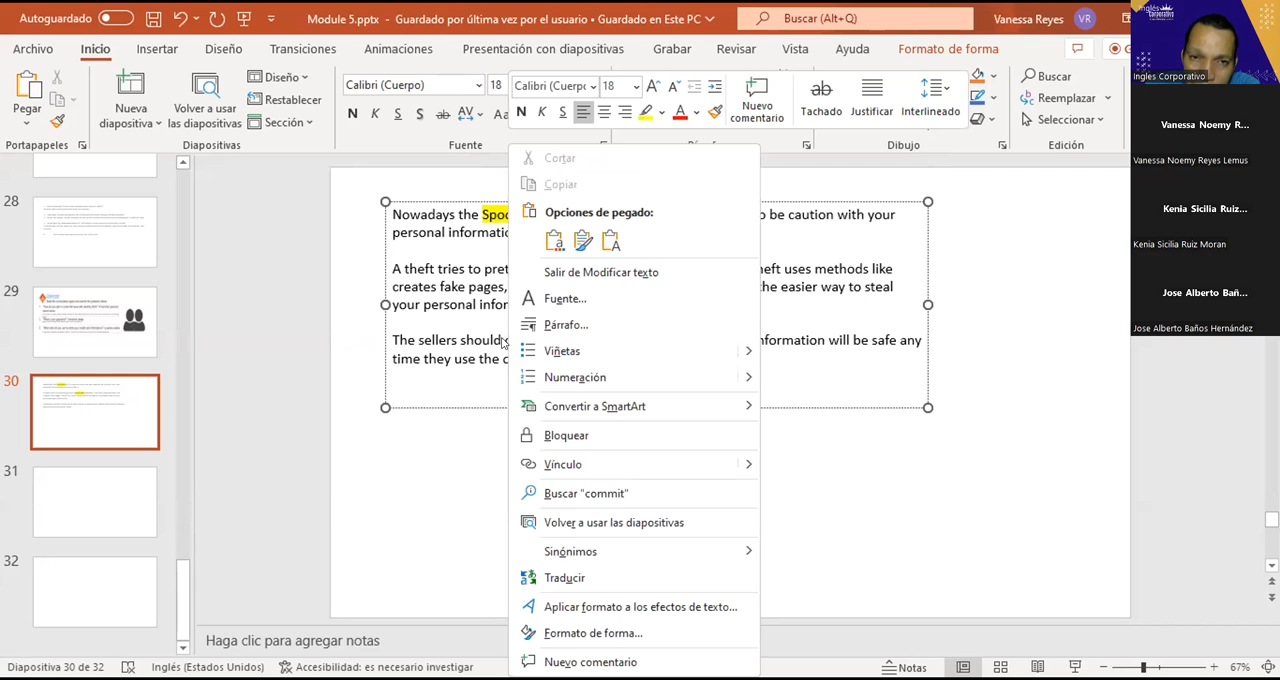 Autoguardado
Module 5.pptx - Guardado por última vez por el usuario • Guardado en Este PC
Buscar (Alt+Q)
Vanessa Reyes
VR
Archivo Inicio Insertar Diseño Transiciones Animaciones Presentación con diapositivas Grabar Revisar Vista Ayuda Formato de forma
Pegar
Portapapeles
Nueva diapositiva
Volver a usar las diapositivas
Diseño
Restablecer
Sección
Diapositivas
Calibri (Cuerpo) 18
N K S S ab AV Aa
Fuente
Calibri (Cuerp 18
N K S
Nuevo comentario
Tachado
Justificar
Interlineado
Dibujo
Buscar
Reemplazar
Seleccionar
Edición
Inglés Corporativo
Ingles Corporativo
Vanessa Noemy R...
Vanessa Noemy Reyes Lemus
Kenia Sicilia Ruiz...
Kenia Sicilia Ruiz Moran
Jose Alberto Bañ...
Jose Alberto Baños Hernández
28
29
30
31
32
Nowadays the Spoo
o be caution with your
personal informatio
A theft tries to pret
heft uses methods like
creates fake pages,
the easier way to steal
your personal infor
The sellers should
nformation will be safe any
time they use the c
Cortar
Copiar
Opciones de pegado:
Salir de Modificar texto
Fuente...
Párrafo...
Viñetas
Numeración
Convertir a SmartArt
Bloquear
Vínculo
Buscar "commit"
Volver a usar las diapositivas
Sinónimos
Traducir
Aplicar formato a los efectos de texto...
Formato de forma...
Nuevo comentario
Haga clic para agregar notas
Diapositiva 30 de 32
Inglés (Estados Unidos)
Accesibilidad: es necesario investigar
Notas
67%